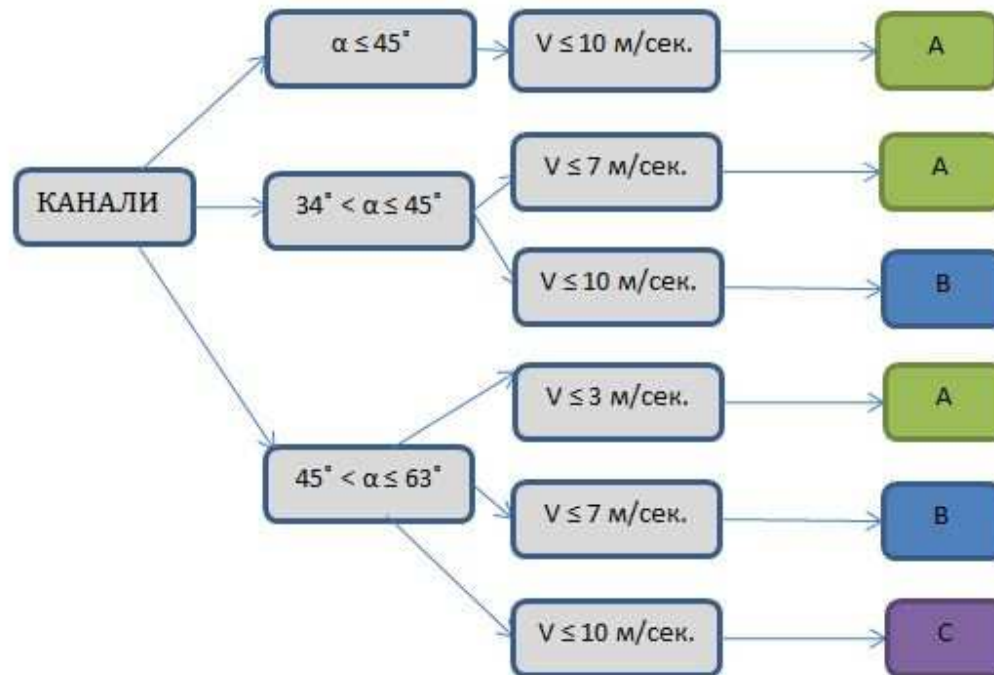 α ≤ 45˚
V ≤ 10 м/сек.
A
КАНАЛИ
34˚ < α ≤ 45˚
V ≤ 7 м/сек.
A
V ≤ 10 м/сек.
B
45˚ < α ≤ 63˚
V ≤ 3 м/сек.
A
V ≤ 7 м/сек.
B
V ≤ 10 м/сек.
C